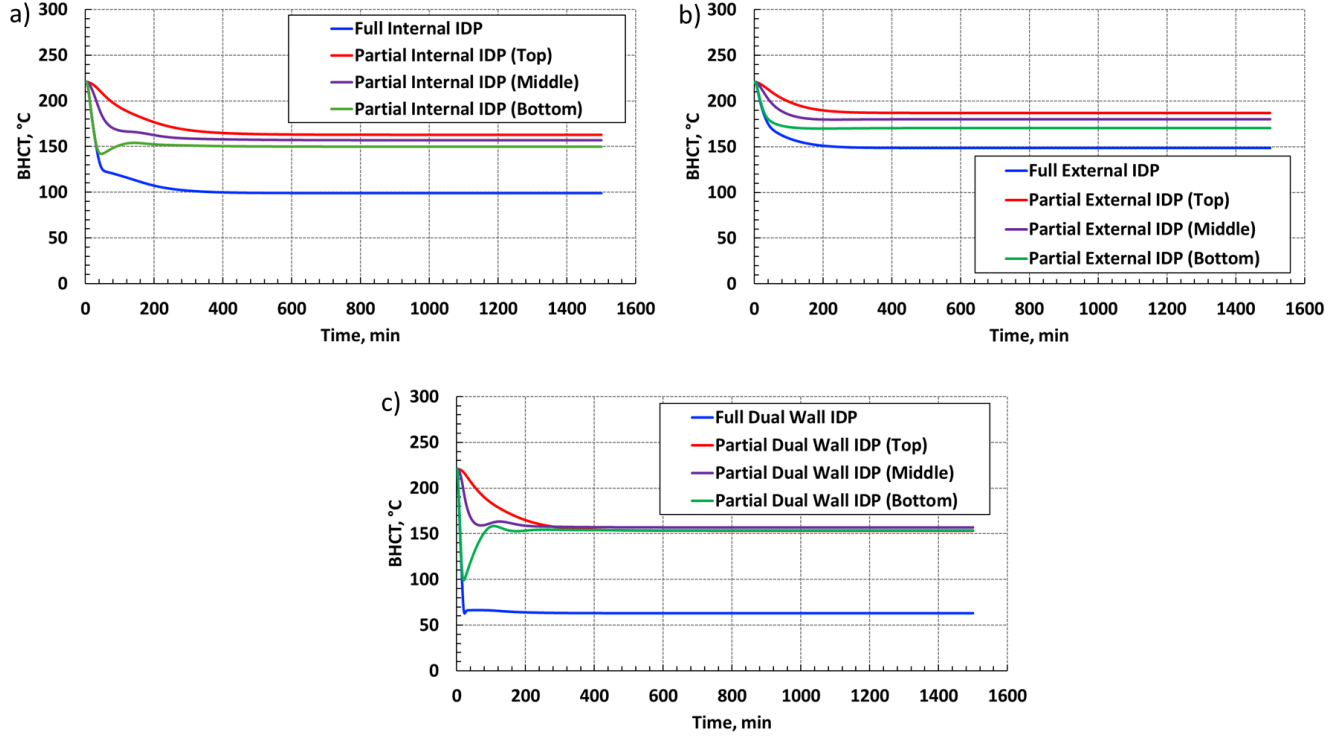 a)
300
250
200
150
100
50
0
BHCT, °C
Full Internal IDP
Partial Internal IDP (Top)
Partial Internal IDP (Middle)
Partial Internal IDP (Bottom)
0 200 400 600 800 1000 1200 1400 1600
Time, min
b)
300
250
200
150
100
50
0
BHCT, °C
Full External IDP
Partial External IDP (Top)
Partial External IDP (Middle)
Partial External IDP (Bottom)
0 200 400 600 800 1000 1200 1400 1600
Time, min
c)
300
250
200
150
100
50
0
BHCT, °C
Full Dual Wall IDP
Partial Dual Wall IDP (Top)
Partial Dual Wall IDP (Middle)
Partial Dual Wall IDP (Bottom)
0 200 400 600 800 1000 1200 1400 1600
Time, min